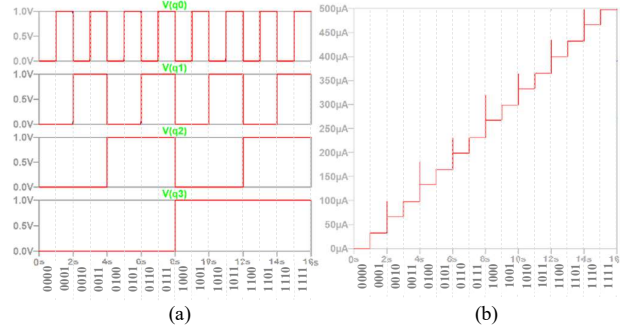 V(q0)
1.0V
0.5V
0.0V
V(q1)
1.0V
0.5V
0.0V
V(q2)
1.0V
0.5V
0.0V
V(q3)
1.0V
0.5V
0.0V
0s 2s 4s 6s 8s 10s 12s 14s 16s
0000 0001 0010 0011 0100 0101 0110 0111 1000 1001 1010 1011 1100 1101 1110 1111
(a)
500µA
450µA
400µA
350µA
300µA
250µA
200µA
150µA
100µA
50µA
0µA
0s 2s 4s 6s 8s 10s 12s 14s 16s
0000 0001 0010 0011 0100 0101 0110 0111 1000 1001 1010 1011 1100 1101 1110 1111
(b)